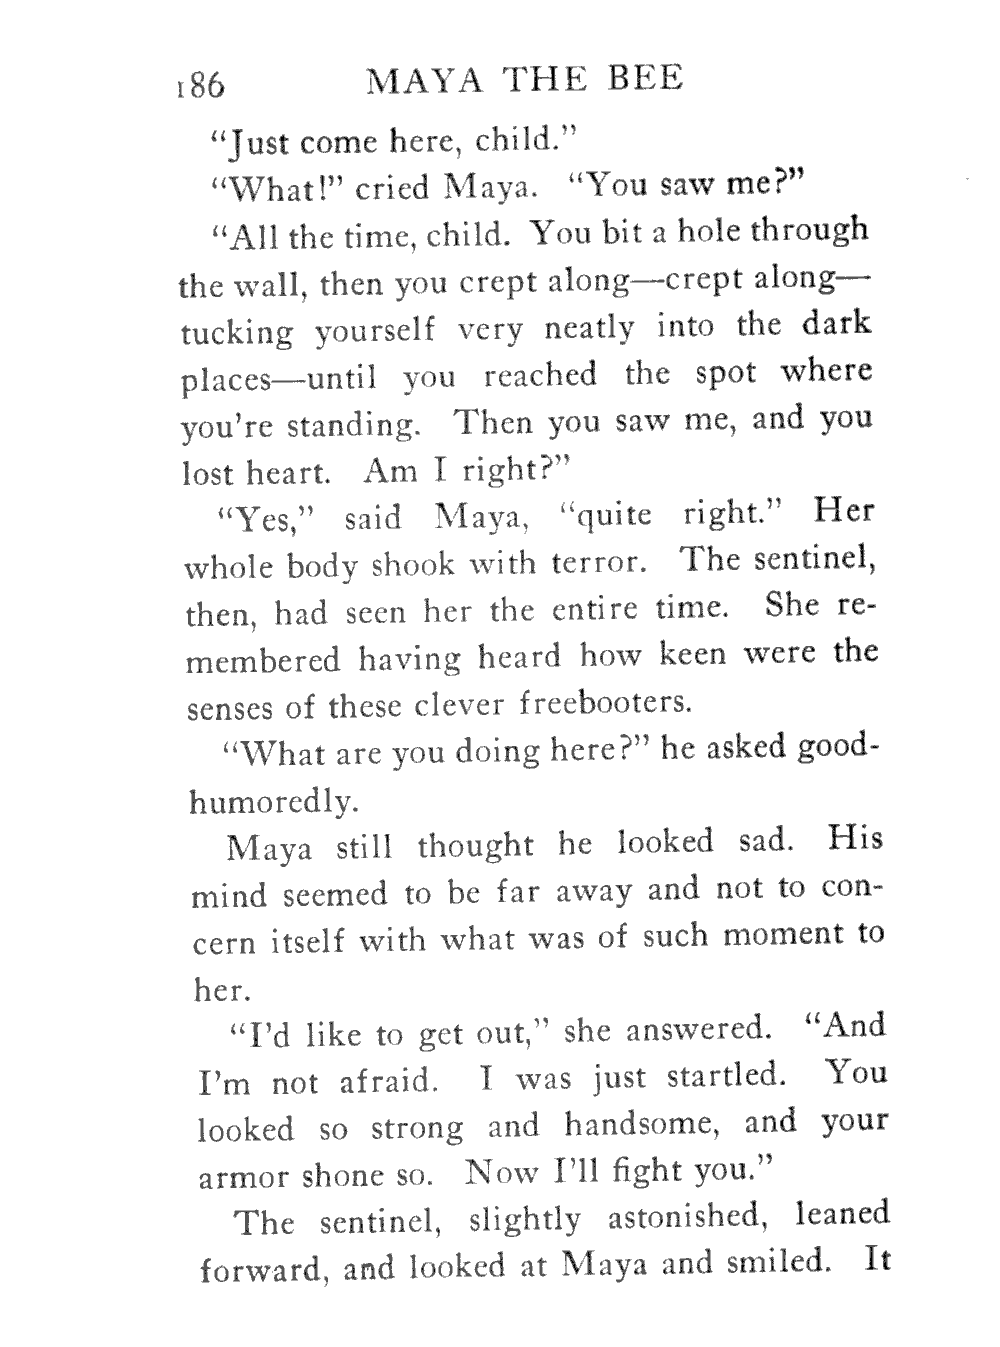 186 MAYA THE BEE
“Just come here, child.”
“What!” cried Maya. “You saw me?”
“All the time, child. You bit a hole through
the wall, then you crept along—crept along—
tucking yourself very neatly into the dark
places—until you reached the spot where
you’re standing. Then you saw me, and you
lost heart. Am I right?”
“Yes,” said Maya, “quite right.” Her
whole body shook with terror. The sentinel,
then, had seen her the entire time. She re-
membered having heard how keen were the
senses of these clever freebooters.
“What are you doing here?” he asked good-
humoredly.
Maya still thought he looked sad. His
mind seemed to be far away and not to con-
cern itself with what was of such moment to
her.
“I’d like to get out,” she answered. “And
I’m not afraid. I was just startled. You
looked so strong and handsome, and your
armor shone so. Now I’ll fight you.”
The sentinel, slightly astonished, leaned
forward, and looked at Maya and smiled. It